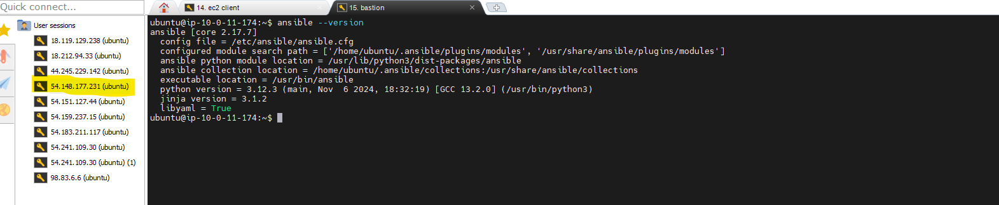 Quick connect...
14. ec2 client
15. bastion
User sessions
18.119.129.238 (ubuntu)
18.212.94.33 (ubuntu)
44.245.229.142 (ubuntu)
54.148.177.231 (ubuntu)
54.151.127.44 (ubuntu)
54.159.237.15 (ubuntu)
54.183.211.117 (ubuntu)
54.241.109.30 (ubuntu)
54.241.109.30 (ubuntu) (1)
98.83.6.6 (ubuntu)
ubuntu@ip-10-0-11-174:~$ ansible --version
ansible [core 2.17.7]
  config file = /etc/ansible/ansible.cfg
  configured module search path = ['/home/ubuntu/.ansible/plugins/modules', '/usr/share/ansible/plugins/modules']
  ansible python module location = /usr/lib/python3/dist-packages/ansible
  ansible collection location = /home/ubuntu/.ansible/collections:/usr/share/ansible/collections
  executable location = /usr/bin/ansible
  python version = 3.12.3 (main, Nov  6 2024, 18:32:19) [GCC 13.2.0] (/usr/bin/python3)
  jinja version = 3.1.2
  libyaml = True
ubuntu@ip-10-0-11-174:~$